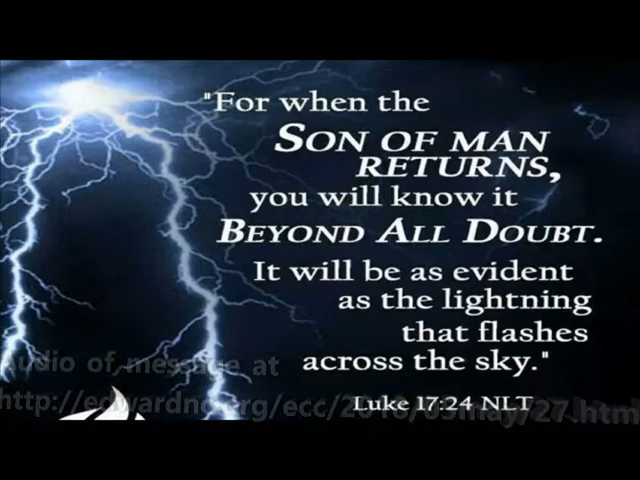 "For when the
SON OF MAN
RETURNS,
you will know it
BEYOND ALL DOUBT.
It will be as evident
as the lightning
that flashes
across the sky."
Luke 17:24 NLT
Audio of message at